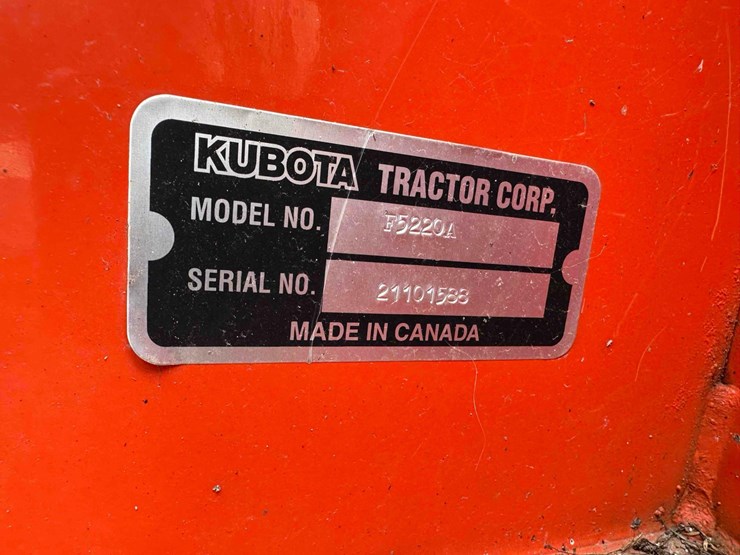 KUBOTA TRACTOR CORP.
MODEL NO. F5220A
SERIAL NO. 21101588
MADE IN CANADA